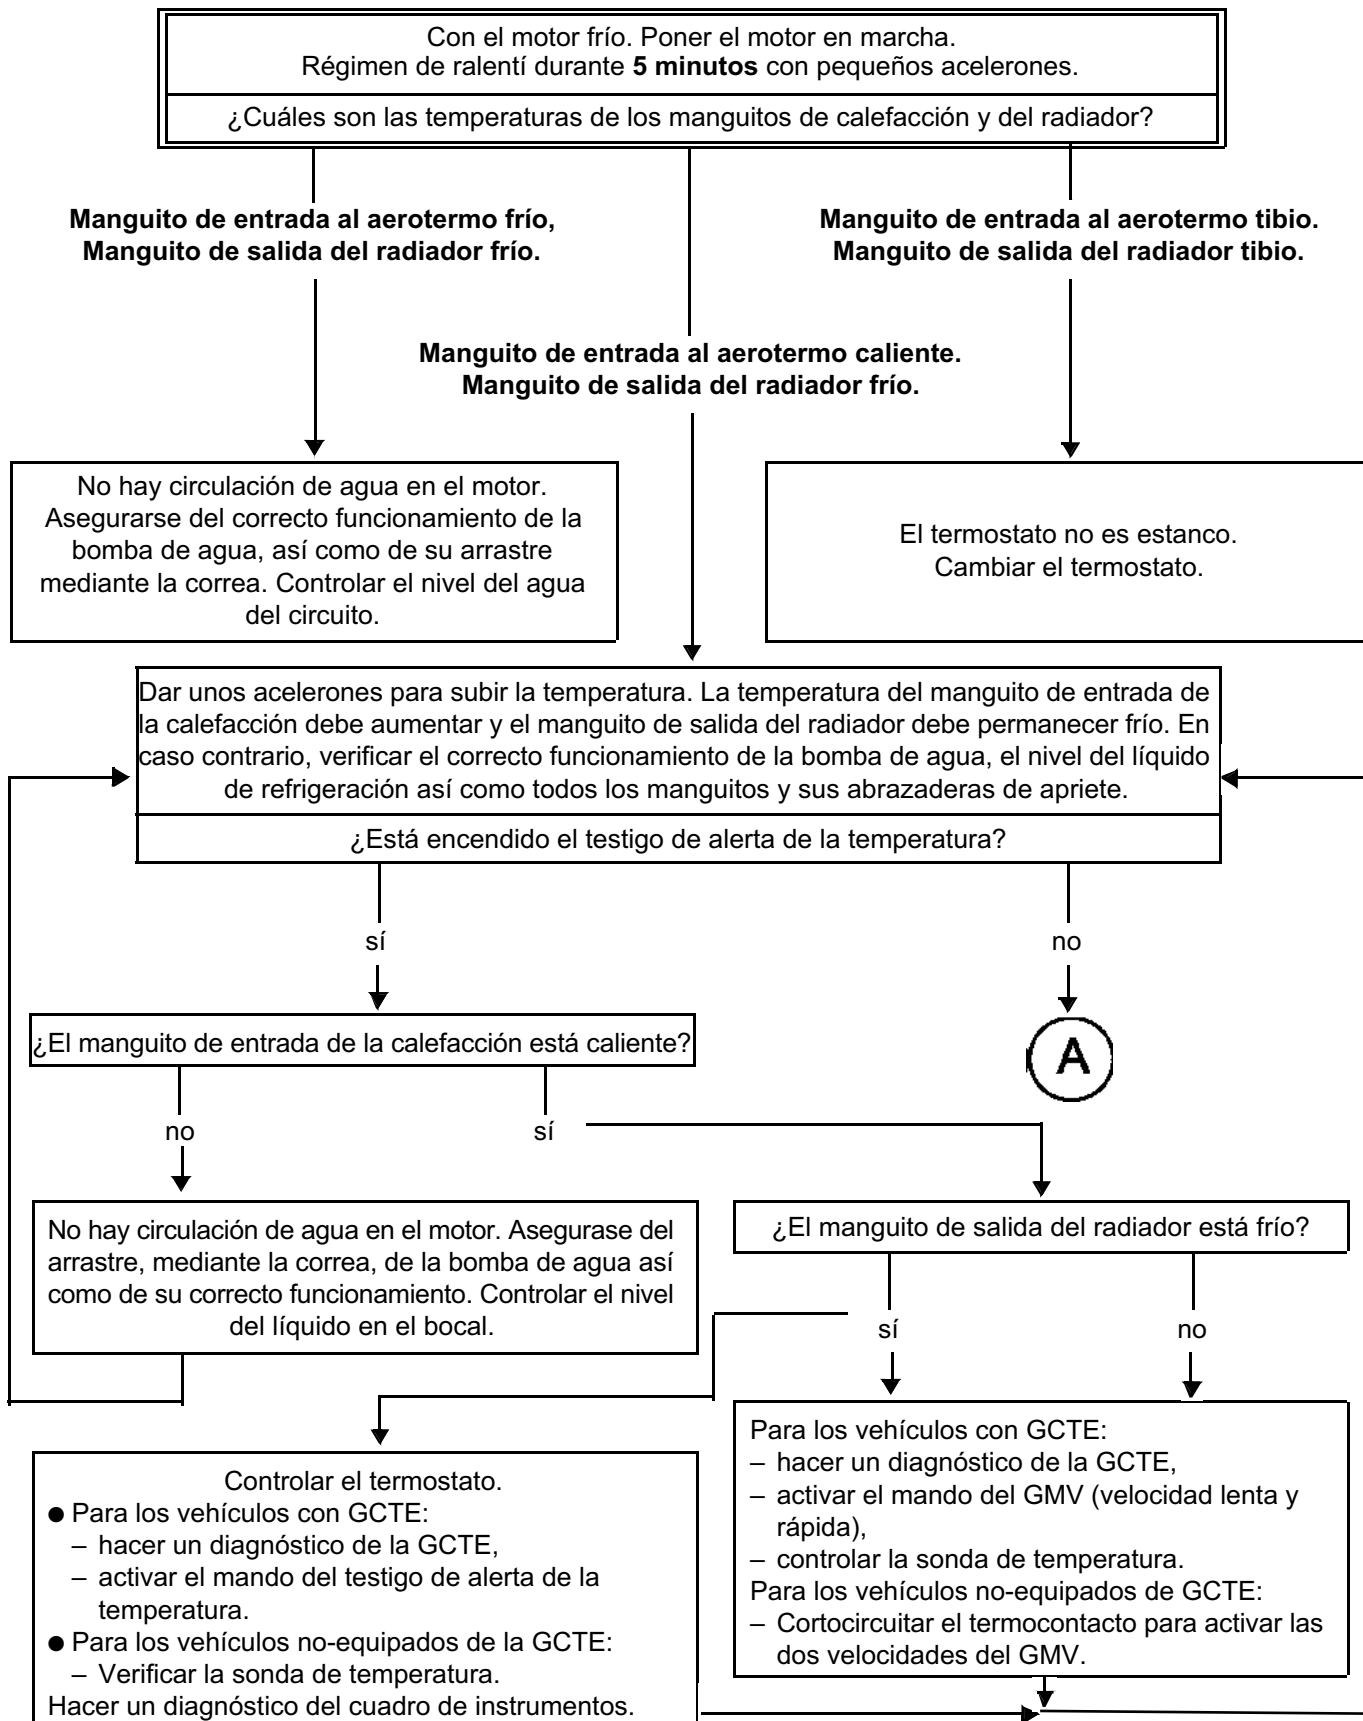 Con el motor frío. Poner el motor en marcha.
Régimen de ralentí durante 5 minutos con pequeños acelerones.
¿Cuáles son las temperaturas de los manguitos de calefacción y del radiador?
Manguito de entrada al aerotermo frío,
Manguito de salida del radiador frío.
Manguito de entrada al aerotermo tibio.
Manguito de salida del radiador tibio.
Manguito de entrada al aerotermo caliente.
Manguito de salida del radiador frío.
No hay circulación de agua en el motor.
Asegurarse del correcto funcionamiento de la
bomba de agua, así como de su arrastre
mediante la correa. Controlar el nivel del agua
del circuito.
El termostato no es estanco.
Cambiar el termostato.
Dar unos acelerones para subir la temperatura. La temperatura del manguito de entrada de
la calefacción debe aumentar y el manguito de salida del radiador debe permanecer frío. En
caso contrario, verificar el correcto funcionamiento de la bomba de agua, el nivel del líquido
de refrigeración así como todos los manguitos y sus abrazaderas de apriete.
¿Está encendido el testigo de alerta de la temperatura?
sí
no
¿El manguito de entrada de la calefacción está caliente?
A
no
sí
No hay circulación de agua en el motor. Asegurase del
arrastre, mediante la correa, de la bomba de agua así
como de su correcto funcionamiento. Controlar el nivel
del líquido en el bocal.
¿El manguito de salida del radiador está frío?
sí
no
Controlar el termostato.
● Para los vehículos con GCTE:
– hacer un diagnóstico de la GCTE,
– activar el mando del testigo de alerta de la
temperatura.
● Para los vehículos no-equipados de la GCTE:
– Verificar la sonda de temperatura.
Hacer un diagnóstico del cuadro de instrumentos.
Para los vehículos con GCTE:
– hacer un diagnóstico de la GCTE,
– activar el mando del GMV (velocidad lenta y
rápida),
– controlar la sonda de temperatura.
Para los vehículos no-equipados de GCTE:
– Cortocircuitar el termocontacto para activar las
dos velocidades del GMV.